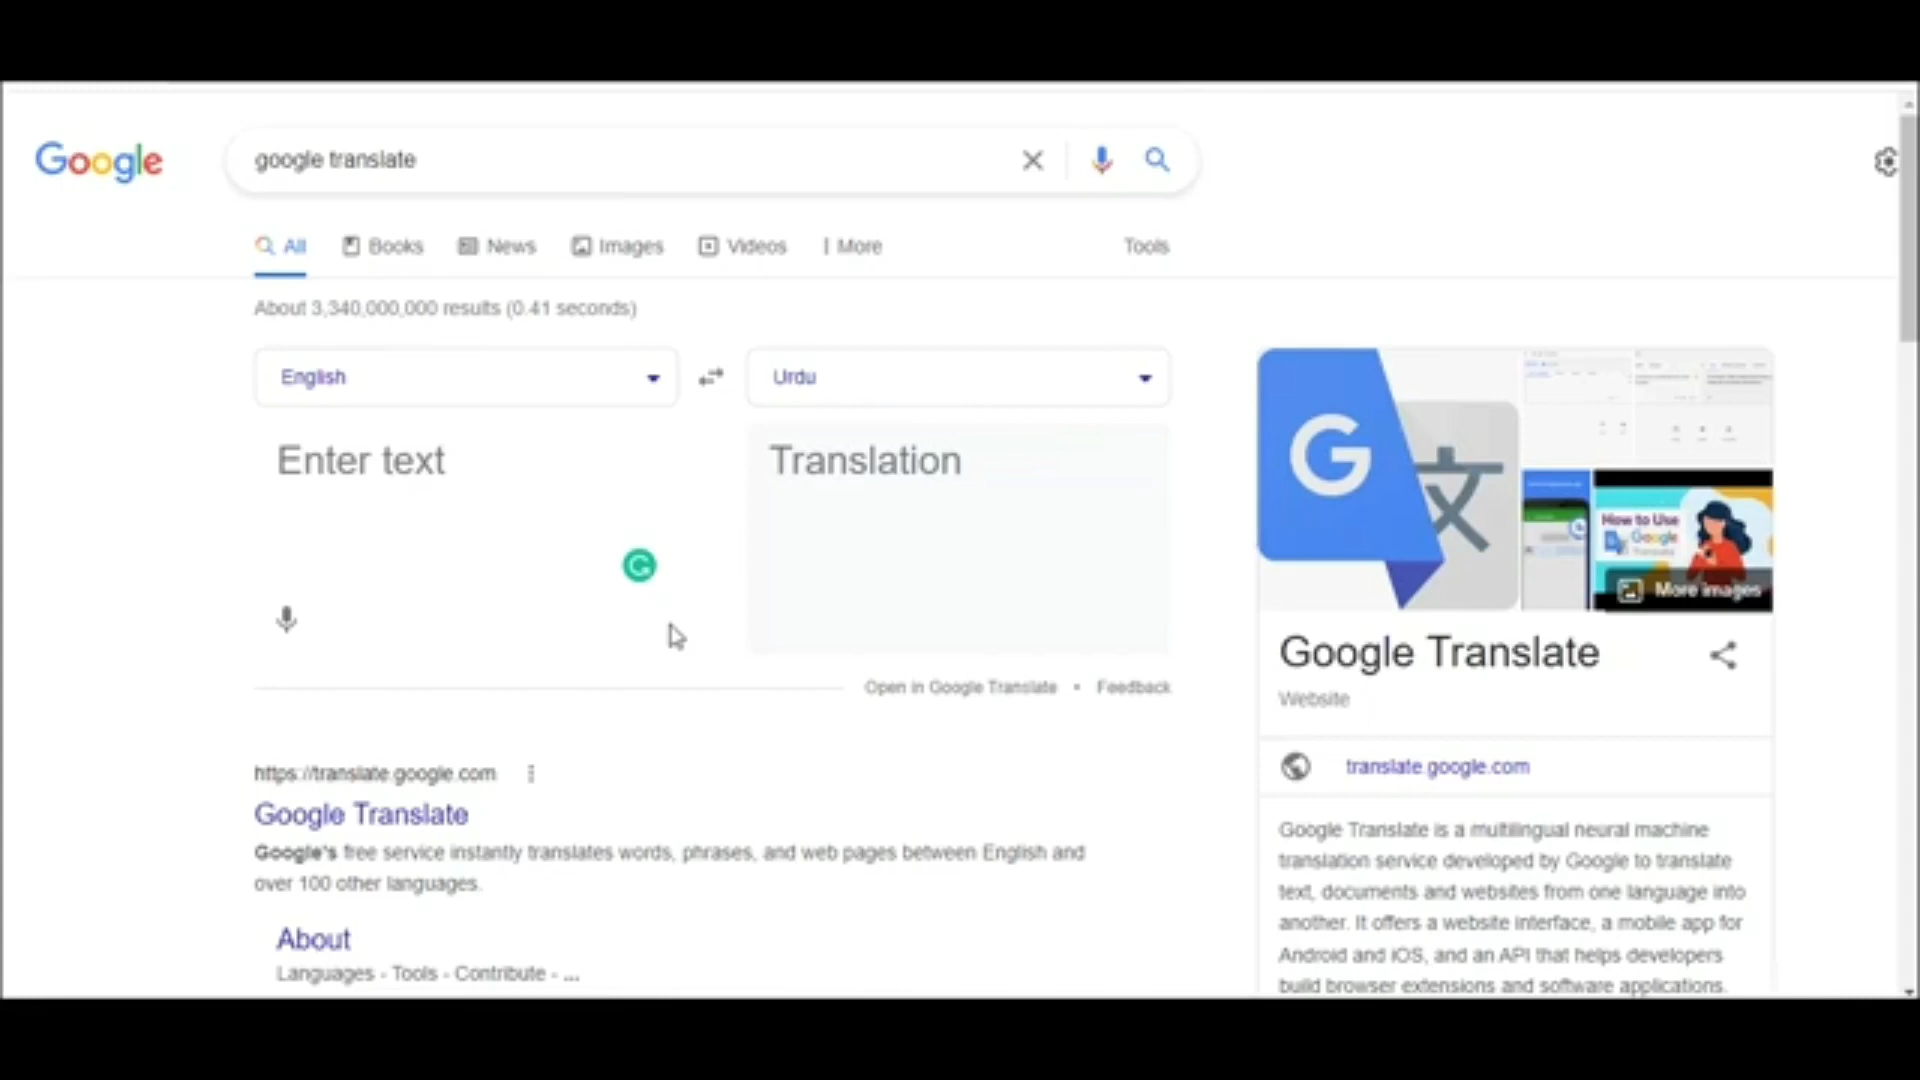 Google
google translate
All
Books
News
Images
Videos
More
Tools
About 3,340,000,000 results (0.41 seconds)
English
Urdu
Enter text
Translation
Open in Google Translate • Feedback
https://translate.google.com
Google Translate
Google's free service instantly translates words, phrases, and web pages between English and
over 100 other languages.
About
Languages - Tools - Contribute - ...
G 文
How to Use
Google
Translate
More images
Google Translate
Website
translate.google.com
Google Translate is a multilingual neural machine
translation service developed by Google to translate
text, documents and websites from one language into
another. It offers a website interface, a mobile app for
Android and iOS, and an API that helps developers
build browser extensions and software applications.